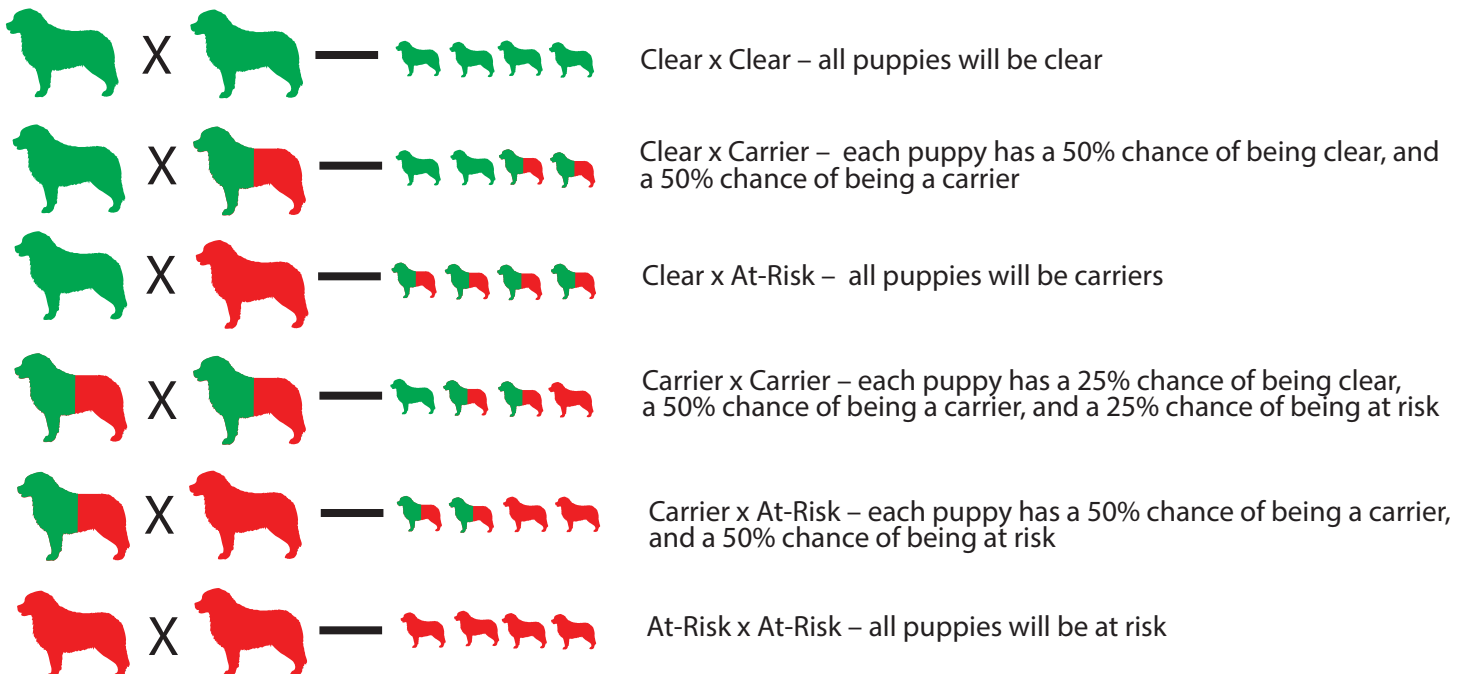 X Clear x Clear – all puppies will be clear
X Clear x Carrier – each puppy has a 50% chance of being clear, and
a 50% chance of being a carrier
X Clear x At-Risk – all puppies will be carriers
X Carrier x Carrier – each puppy has a 25% chance of being clear,
a 50% chance of being a carrier, and a 25% chance of being at risk
X Carrier x At-Risk – each puppy has a 50% chance of being a carrier,
and a 50% chance of being at risk
X At-Risk x At-Risk – all puppies will be at risk